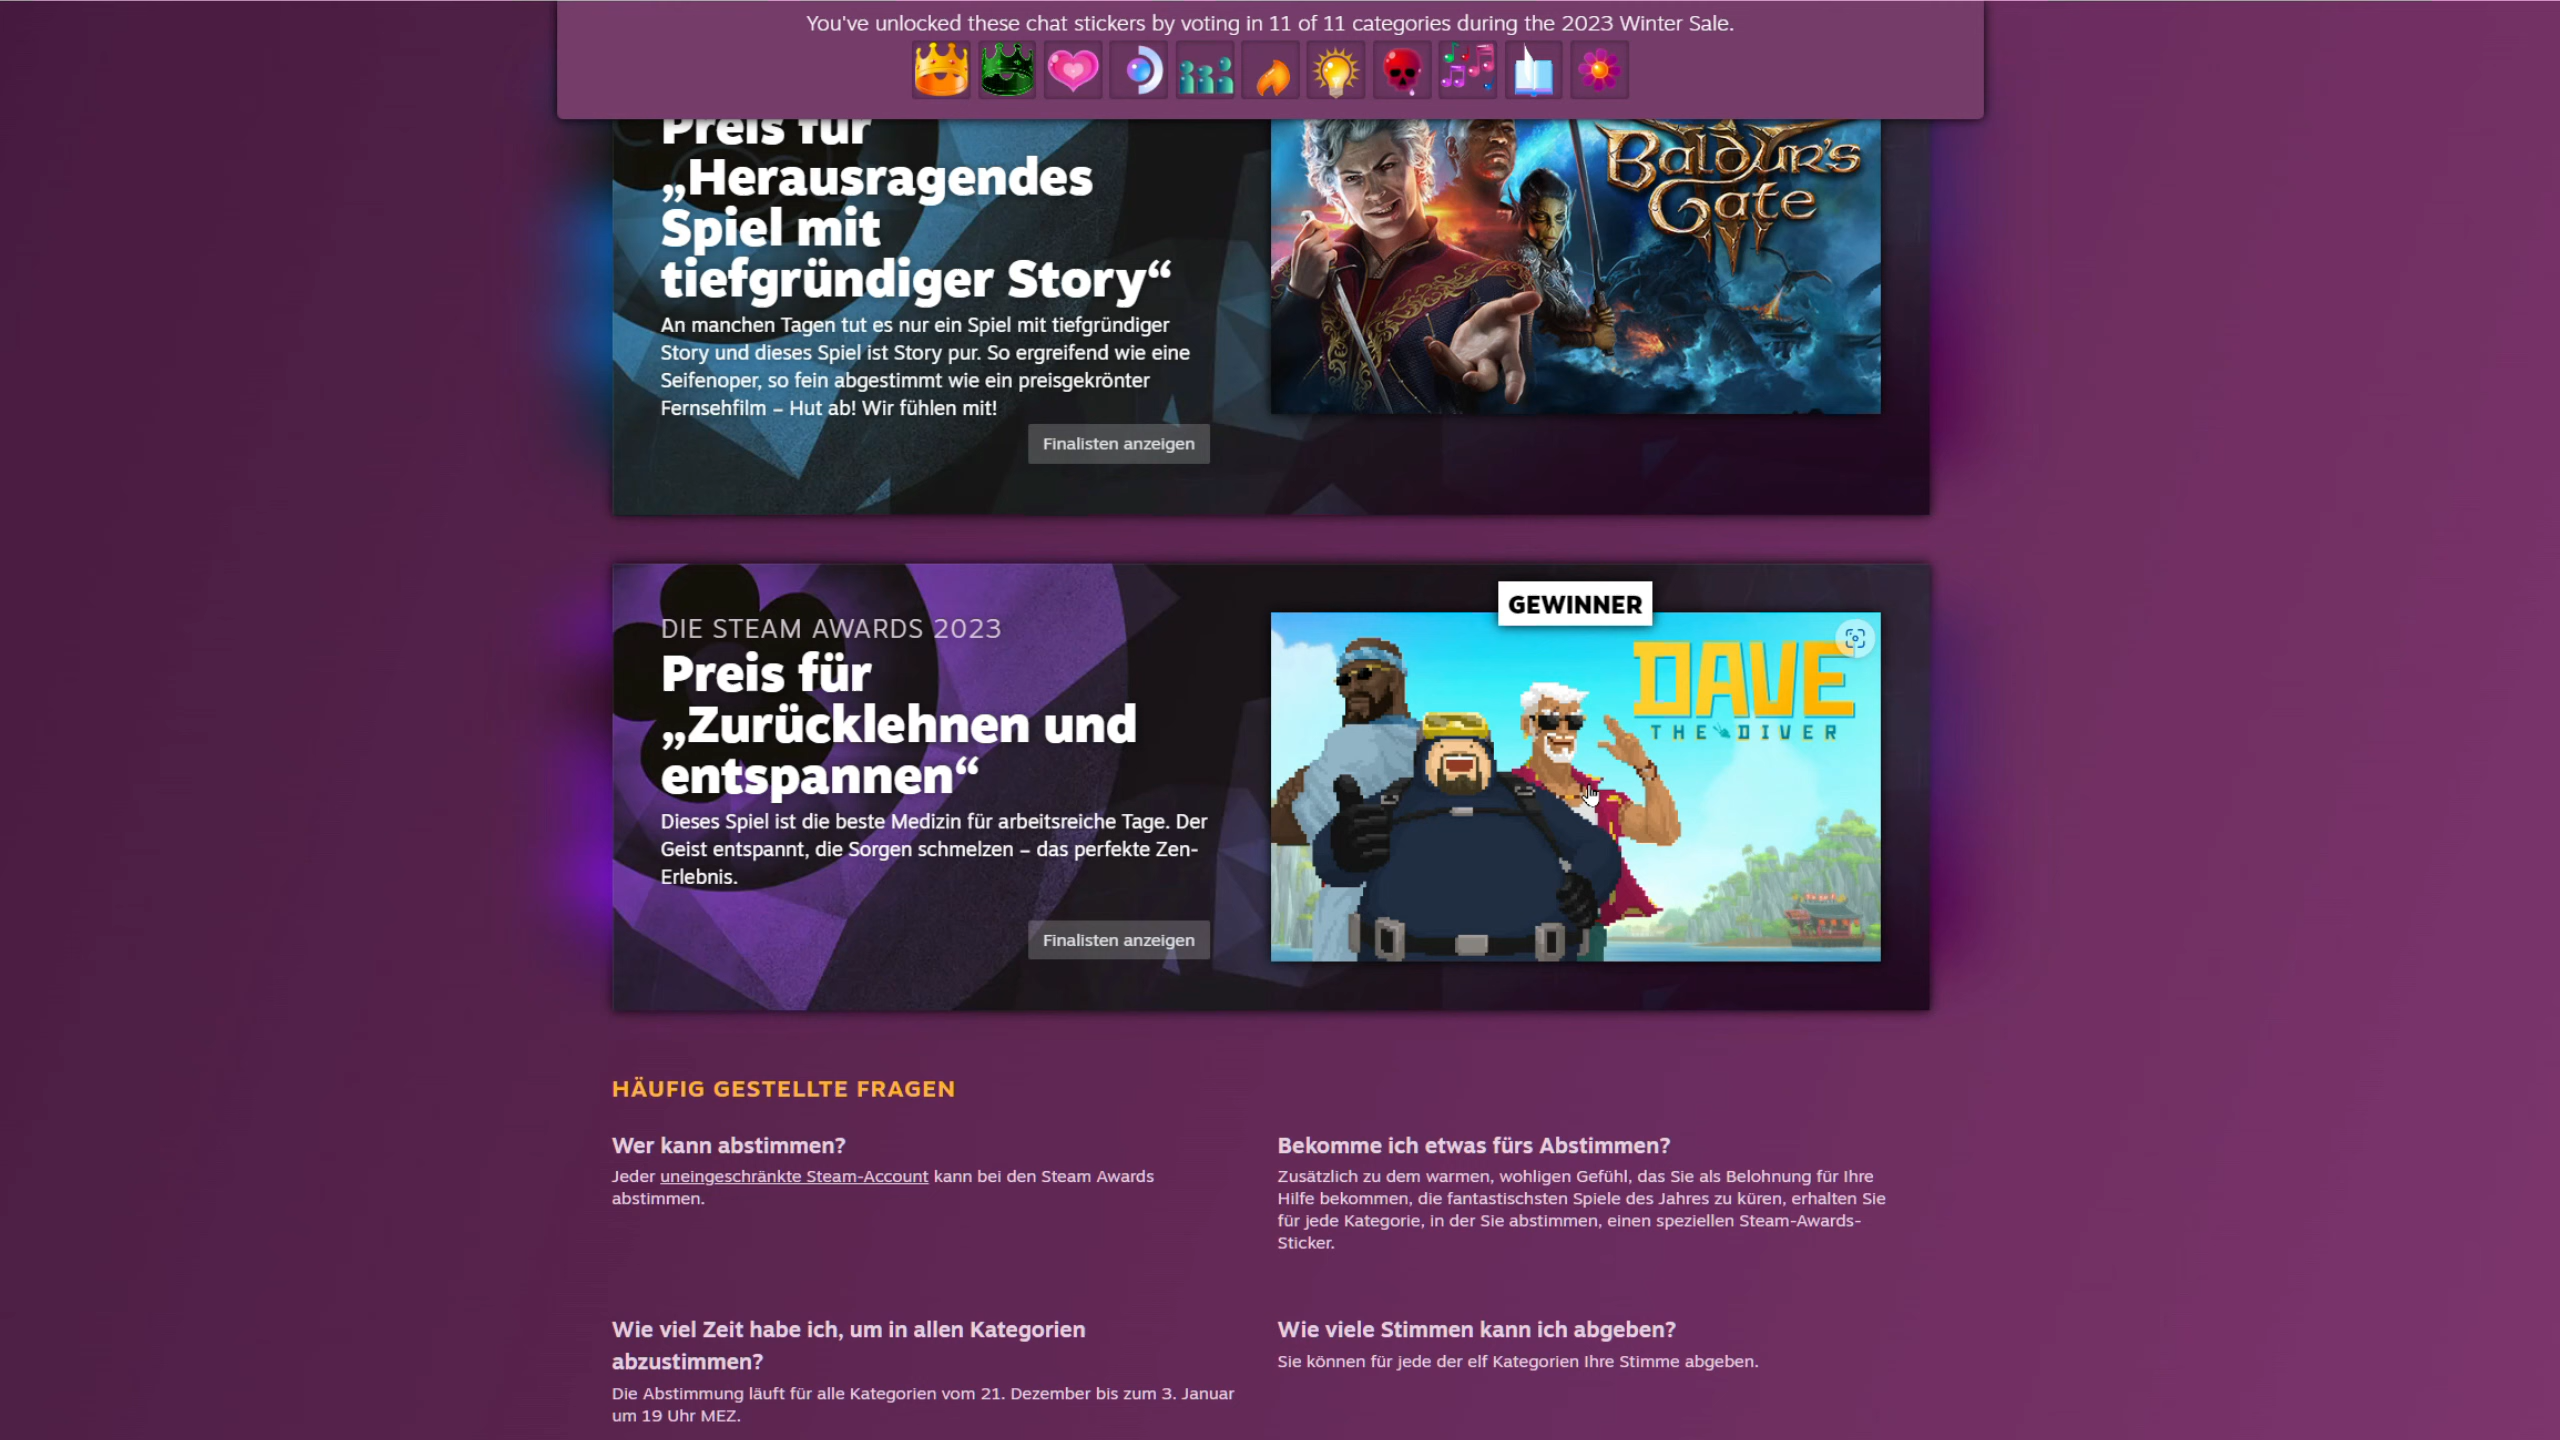 You've unlocked these chat stickers by voting in 11 of 11 categories during the 2023 Winter Sale.
Preis für
„Herausragendes
Spiel mit
tiefgründiger Story“
An manchen Tagen tut es nur ein Spiel mit tiefgründiger
Story und dieses Spiel ist Story pur. So ergreifend wie eine
Seifenoper, so fein abgestimmt wie ein preisgekrönter
Fernsehfilm – Hut ab! Wir fühlen mit!
Finalisten anzeigen
BALDUR'S
GATE
III
DIE STEAM AWARDS 2023
Preis für
„Zurücklehnen und
entspannen“
Dieses Spiel ist die beste Medizin für arbeitsreiche Tage. Der
Geist entspannt, die Sorgen schmelzen – das perfekte Zen-
Erlebnis.
Finalisten anzeigen
GEWINNER
DAVE
THE DIVER
HÄUFIG GESTELLTE FRAGEN
Wer kann abstimmen?
Jeder uneingeschränkte Steam-Account kann bei den Steam Awards
abstimmen.
Bekomme ich etwas fürs Abstimmen?
Zusätzlich zu dem warmen, wohligen Gefühl, das Sie als Belohnung für Ihre
Hilfe bekommen, die fantastischsten Spiele des Jahres zu küren, erhalten Sie
für jede Kategorie, in der Sie abstimmen, einen speziellen Steam-Awards-
Sticker.
Wie viel Zeit habe ich, um in allen Kategorien
abzustimmen?
Die Abstimmung läuft für alle Kategorien vom 21. Dezember bis zum 3. Januar
um 19 Uhr MEZ.
Wie viele Stimmen kann ich abgeben?
Sie können für jede der elf Kategorien Ihre Stimme abgeben.